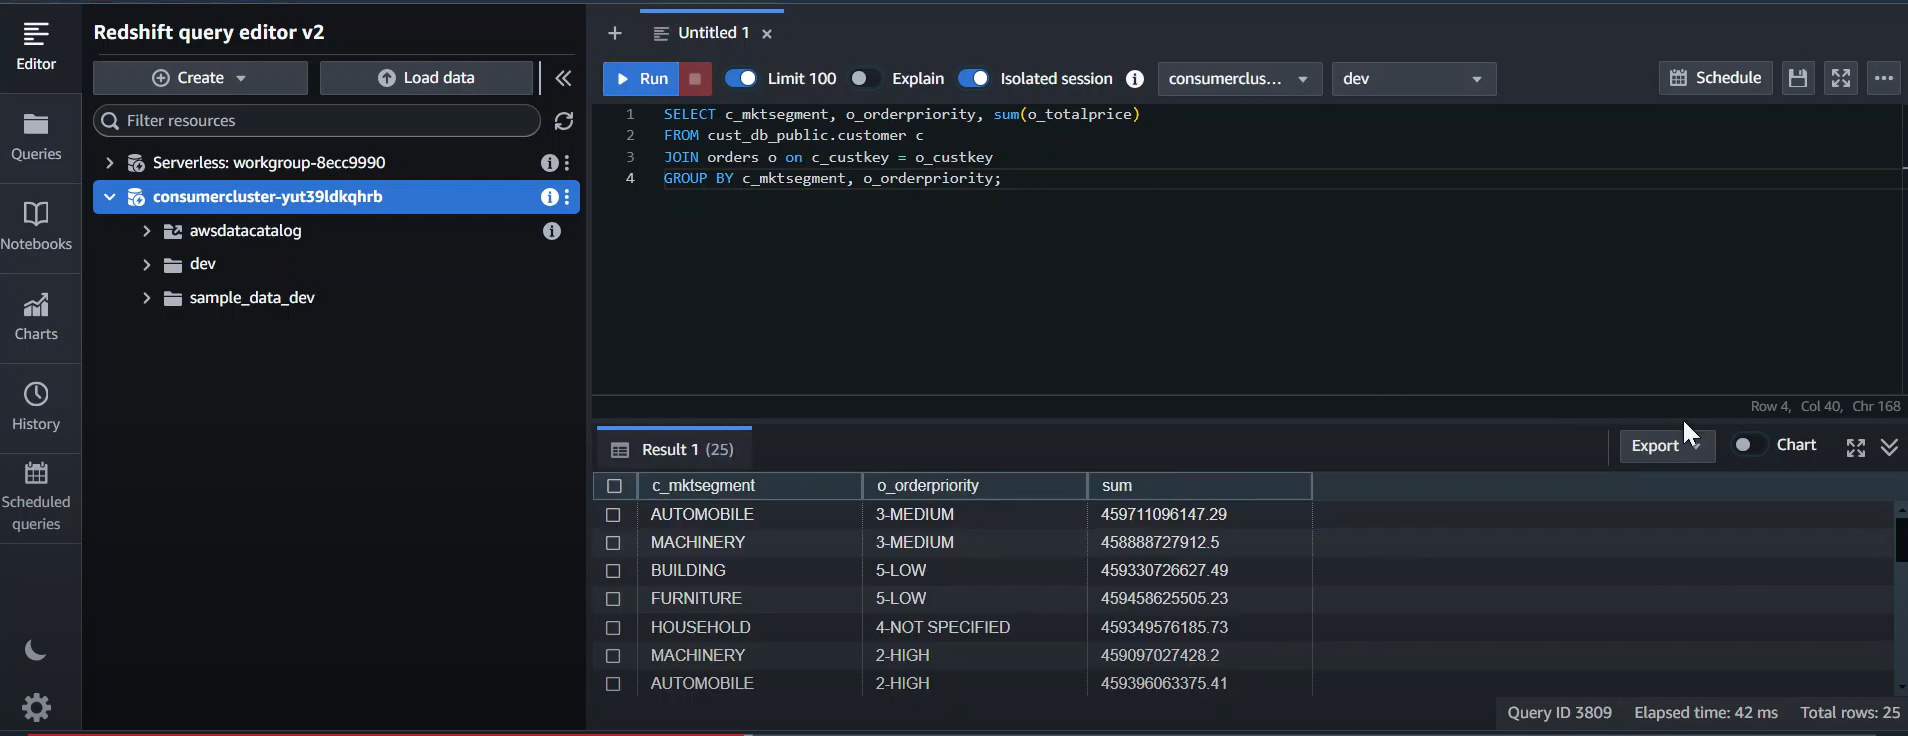 Redshift query editor v2
Editor
Queries
Notebooks
Charts
History
Scheduled
queries
Create
Load data
Filter resources
Serverless: workgroup-8ecc9990
consumercluster-yut39ldkqhrb
awsdatacatalog
dev
sample_data_dev
Untitled 1
Run
Limit 100
Explain
Isolated session
consumerclus...
dev
Schedule
1 SELECT c_mktsegment, o_orderpriority, sum(o_totalprice)
2 FROM cust_db_public.customer c
3 JOIN orders o on c_custkey = o_custkey
4 GROUP BY c_mktsegment, o_orderpriority;
Row 4, Col 40, Chr 168
Result 1 (25)
Export
Chart
c_mktsegment o_orderpriority sum
AUTOMOBILE 3-MEDIUM 459711096147.29
MACHINERY 3-MEDIUM 458888727912.5
BUILDING 5-LOW 459330726627.49
FURNITURE 5-LOW 459458625505.23
HOUSEHOLD 4-NOT SPECIFIED 459349576185.73
MACHINERY 2-HIGH 459097027428.2
AUTOMOBILE 2-HIGH 459396063375.41
Query ID 3809 Elapsed time: 42 ms Total rows: 25